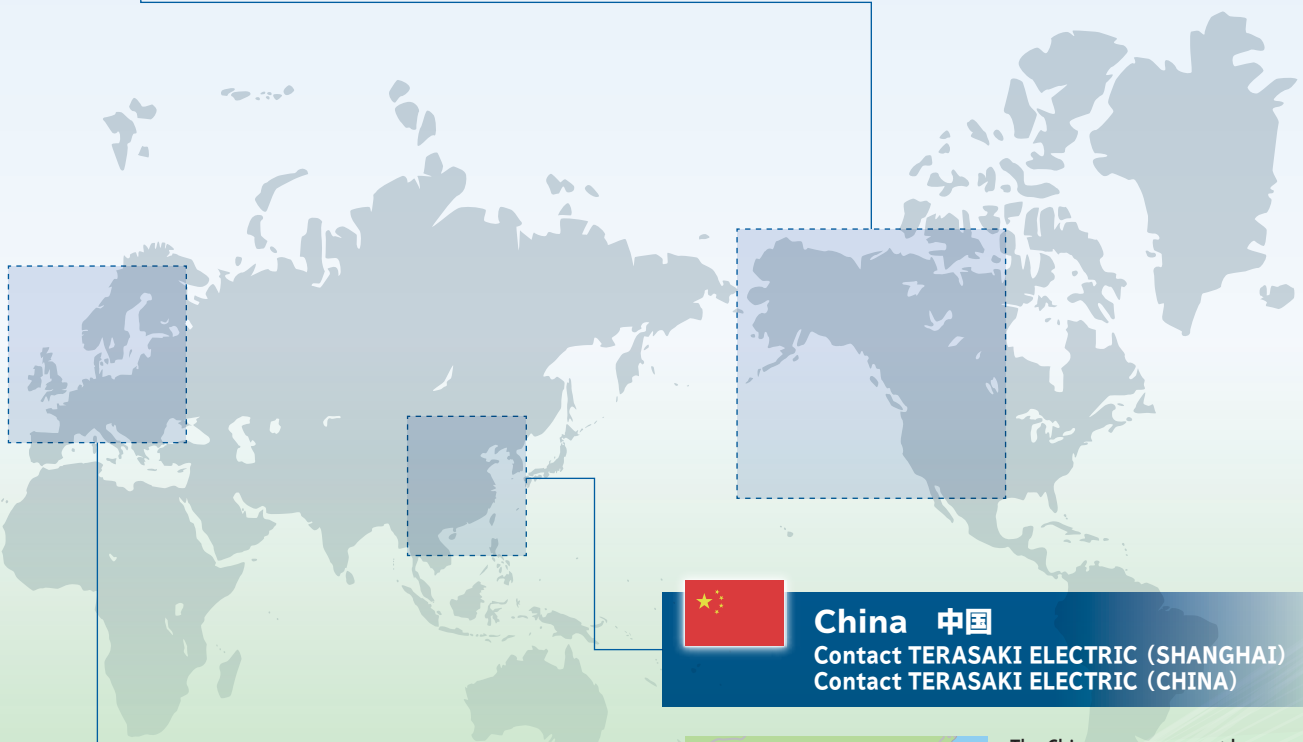 China 中国
Contact TERASAKI ELECTRIC (SHANGHAI)
Contact TERASAKI ELECTRIC (CHINA)